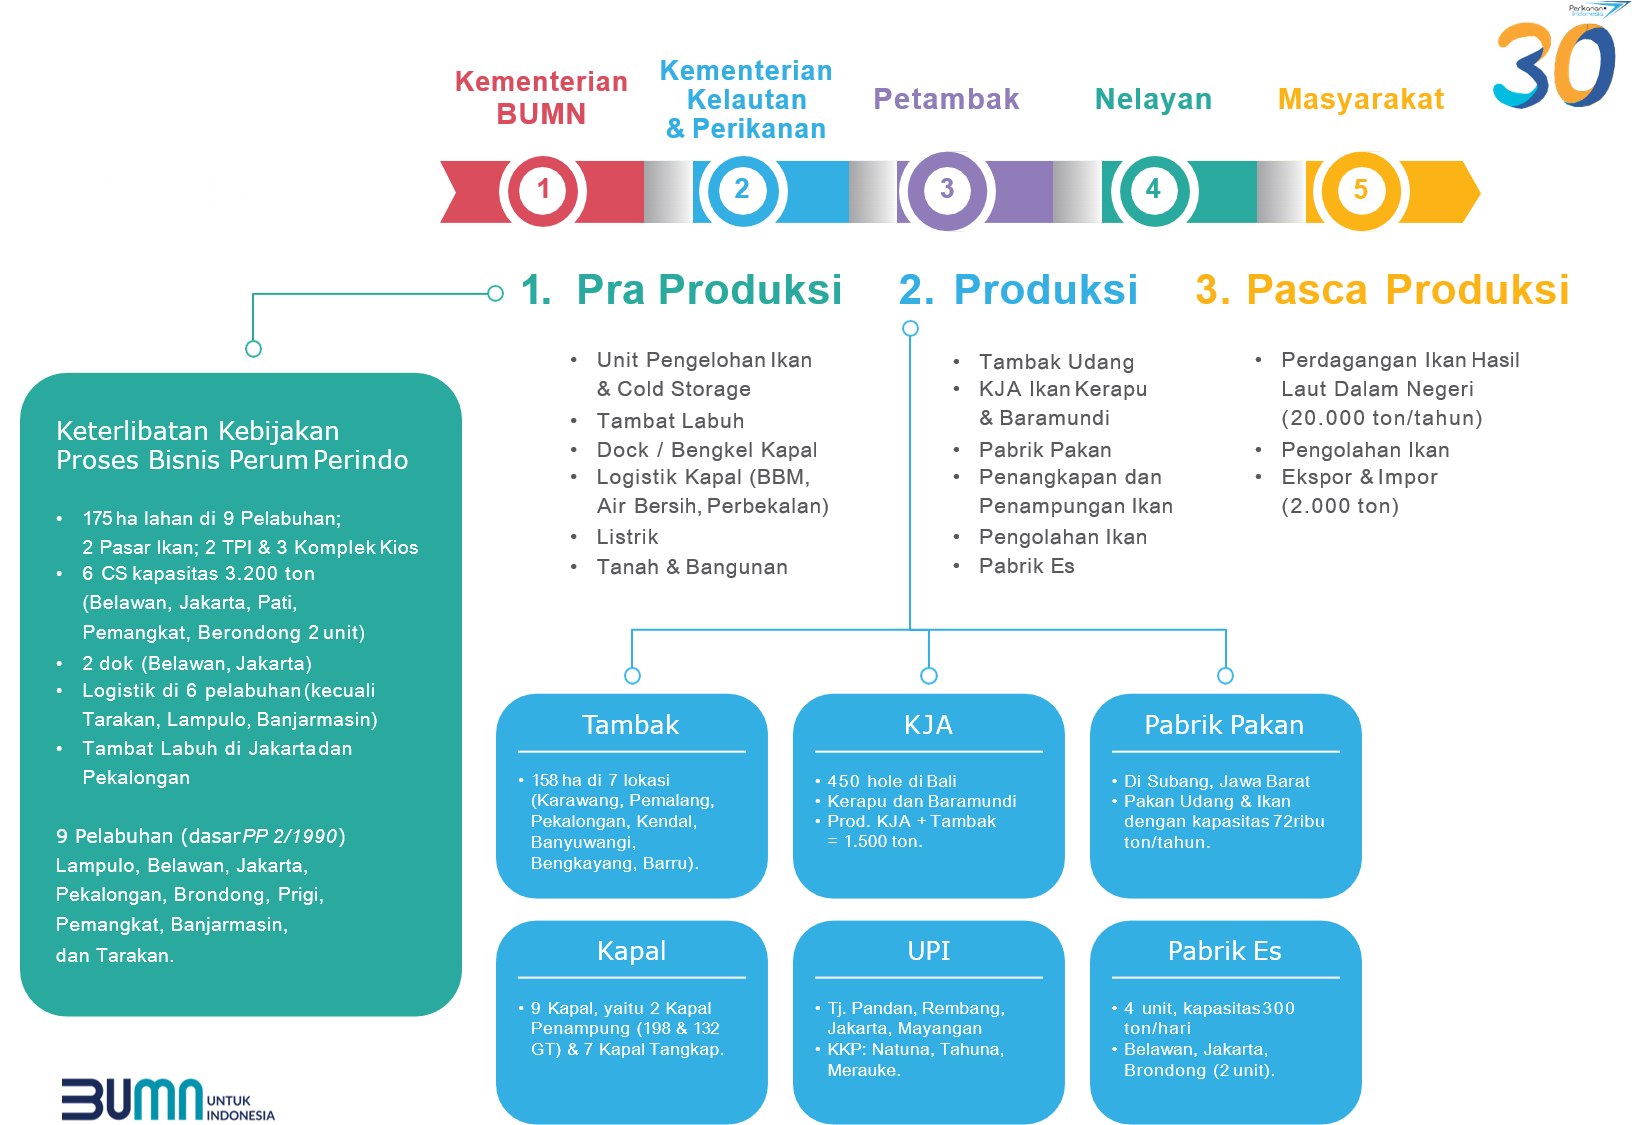 Perikanan
Indonesia
30
Kementerian
BUMN
Kementerian
Kelautan
& Perikanan
Petambak
Nelayan
Masyarakat
1
2
3
4
5
1. Pra Produksi
• Unit Pengelohan Ikan
& Cold Storage
• Tambat Labuh
• Dock / Bengkel Kapal
• Logistik Kapal (BBM,
Air Bersih, Perbekalan)
• Listrik
• Tanah & Bangunan
2. Produksi
• Tambak Udang
• KJA Ikan Kerapu
& Baramundi
• Pabrik Pakan
• Penangkapan dan
Penampungan Ikan
• Pengolahan Ikan
• Pabrik Es
3. Pasca Produksi
• Perdagangan Ikan Hasil
Laut Dalam Negeri
(20.000 ton/tahun)
• Pengolahan Ikan
• Ekspor & Impor
(2.000 ton)
Keterlibatan Kebijakan
Proses Bisnis Perum Perindo
• 175 ha lahan di 9 Pelabuhan;
2 Pasar Ikan; 2 TPI & 3 Komplek Kios
• 6 CS kapasitas 3.200 ton
(Belawan, Jakarta, Pati,
Pemangkat, Berondong 2 unit)
• 2 dok (Belawan, Jakarta)
• Logistik di 6 pelabuhan (kecuali
Tarakan, Lampulo, Banjarmasin)
• Tambat Labuh di Jakarta dan
Pekalongan
9 Pelabuhan (dasar PP 2/1990)
Lampulo, Belawan, Jakarta,
Pekalongan, Brondong, Prigi,
Pemangkat, Banjarmasin,
dan Tarakan.
Tambak
• 158 ha di 7 lokasi
(Karawang, Pemalang,
Pekalongan, Kendal,
Banyuwangi,
Bengkayang, Barru).
KJA
• 450 hole di Bali
• Kerapu dan Baramundi
• Prod. KJA + Tambak
= 1.500 ton.
Pabrik Pakan
• Di Subang, Jawa Barat
• Pakan Udang & Ikan
dengan kapasitas 72ribu
ton/tahun.
Kapal
• 9 Kapal, yaitu 2 Kapal
Penampung (198 & 132
GT) & 7 Kapal Tangkap.
UPI
• Tj. Pandan, Rembang,
Jakarta, Mayangan
• KKP: Natuna, Tahuna,
Merauke.
Pabrik Es
• 4 unit, kapasitas 300
ton/hari
• Belawan, Jakarta,
Brondong (2 unit).
BUMN
UNTUK
INDONESIA